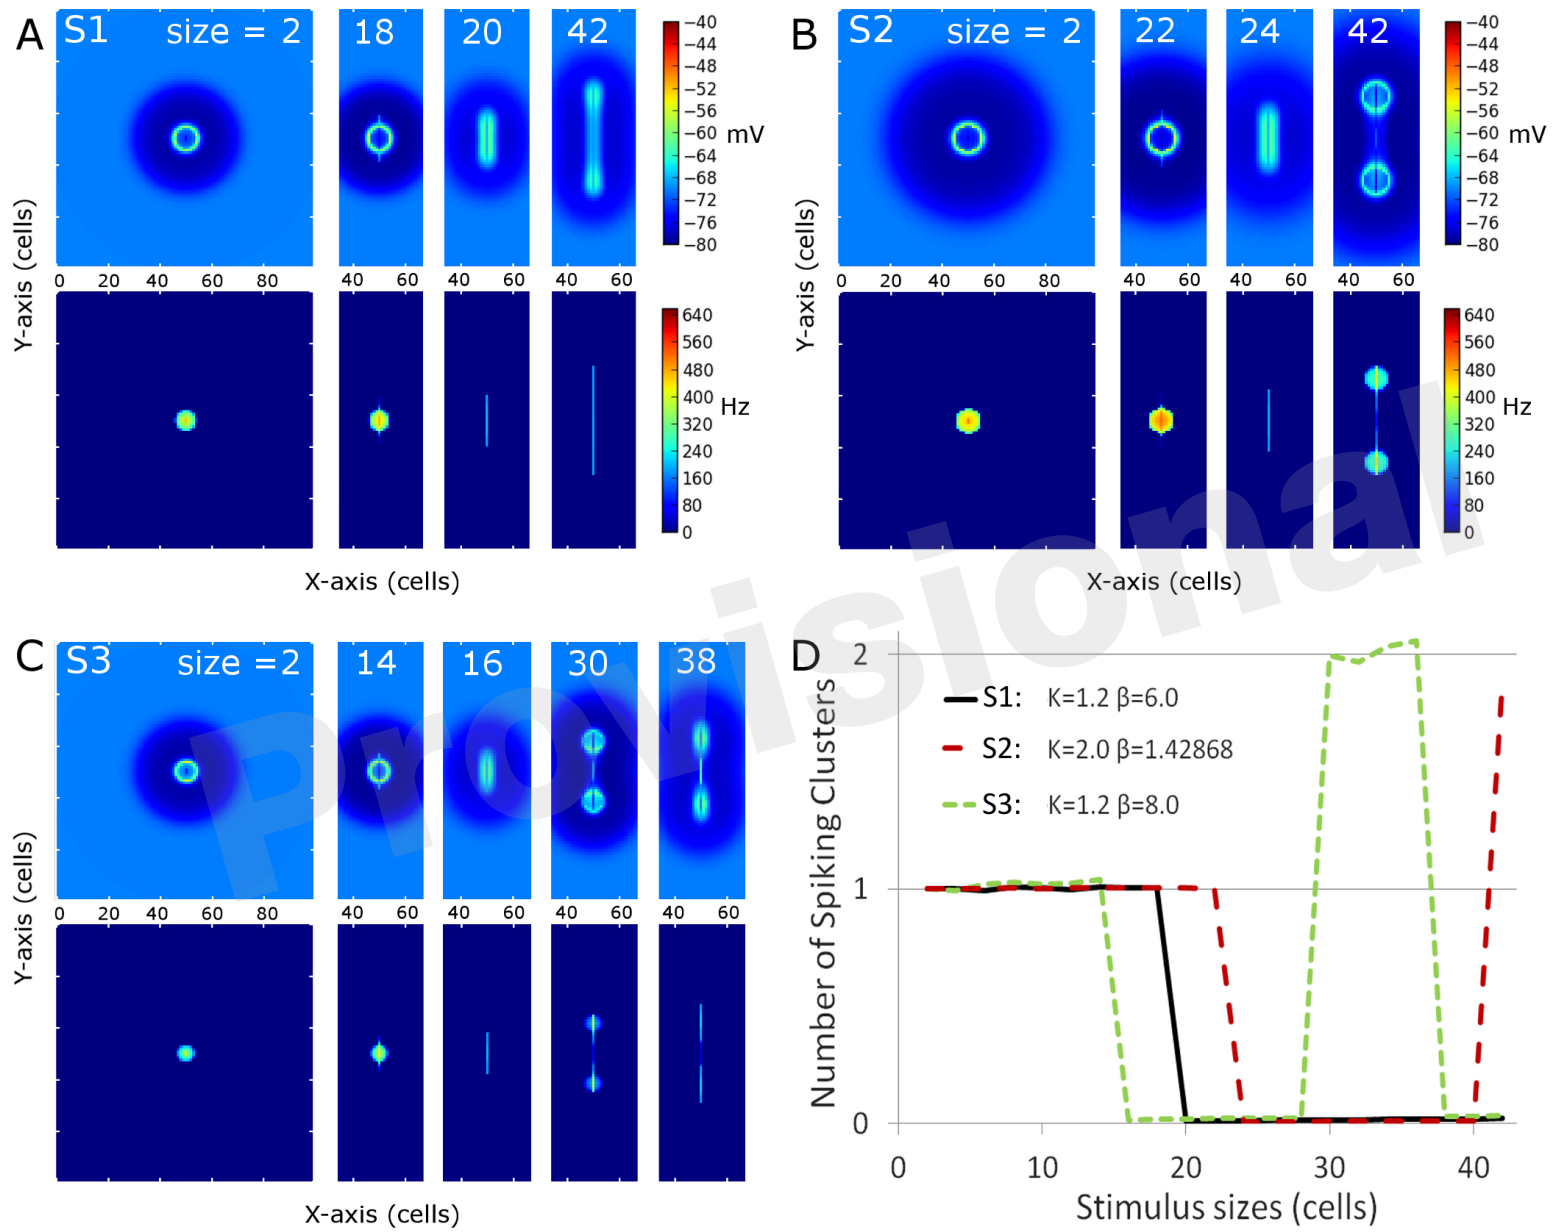 A S1 size = 2 18 20 42
−40
−44
−48
−52
−56
−60
−64
−68
−72
−76
−80
mV
0 20 40 60 80 40 60 40 60 40 60
Y-axis (cells)
640
560
480
400
320
240
160
80
0
Hz
X-axis (cells)
B S2 size = 2 22 24 42
−40
−44
−48
−52
−56
−60
−64
−68
−72
−76
−80
mV
0 20 40 60 80 40 60 40 60 40 60
Y-axis (cells)
640
560
480
400
320
240
160
80
0
Hz
X-axis (cells)
C S3 size =2 14 16 30 38
0 20 40 60 80 40 60 40 60 40 60 40 60
Y-axis (cells)
X-axis (cells)
D
2
1
0
Number of Spiking Clusters
S1: K=1.2 β=6.0
S2: K=2.0 β=1.42868
S3: K=1.2 β=8.0
0 10 20 30 40
Stimulus sizes (cells)
Provisional